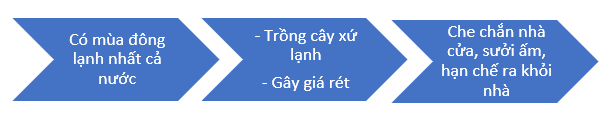 Có mùa đông
lạnh nhất cả
nước
- Trồng cây xứ
lạnh
- Gây giá rét
Che chắn nhà
cửa, sưởi ấm,
hạn chế ra khỏi
nhà